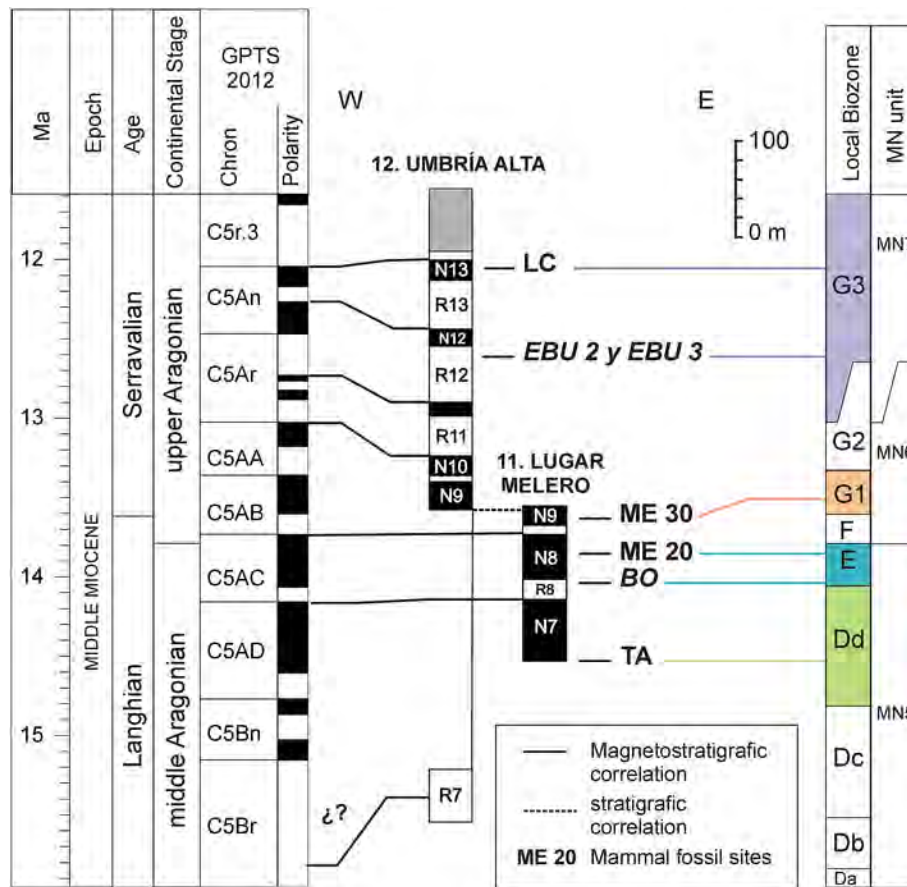 Ma
Epoch
Age
Continental Stage
GPTS
2012
Chron
Polarity
W
E
100
0 m
Local Biozone
MN unit
12. UMBRÍA ALTA
12
13
14
15
MIDDLE MIOCENE
Serravalian
Langhian
upper Aragonian
middle Aragonian
C5r.3
C5An
C5Ar
C5AA
C5AB
C5AC
C5AD
C5Bn
C5Br
N13
R13
N12
R12
R11
N10
N9
¿?
R7
11. LUGAR
MELERO
N9
N8
R8
N7
LC
EBU 2 y EBU 3
ME 30
ME 20
BO
TA
G3
G2
G1
F
E
Dd
Dc
Db
Da
MN6
MN5
Magnetostratigrafic
correlation
stratigrafic
correlation
ME 20 Mammal fossil sites